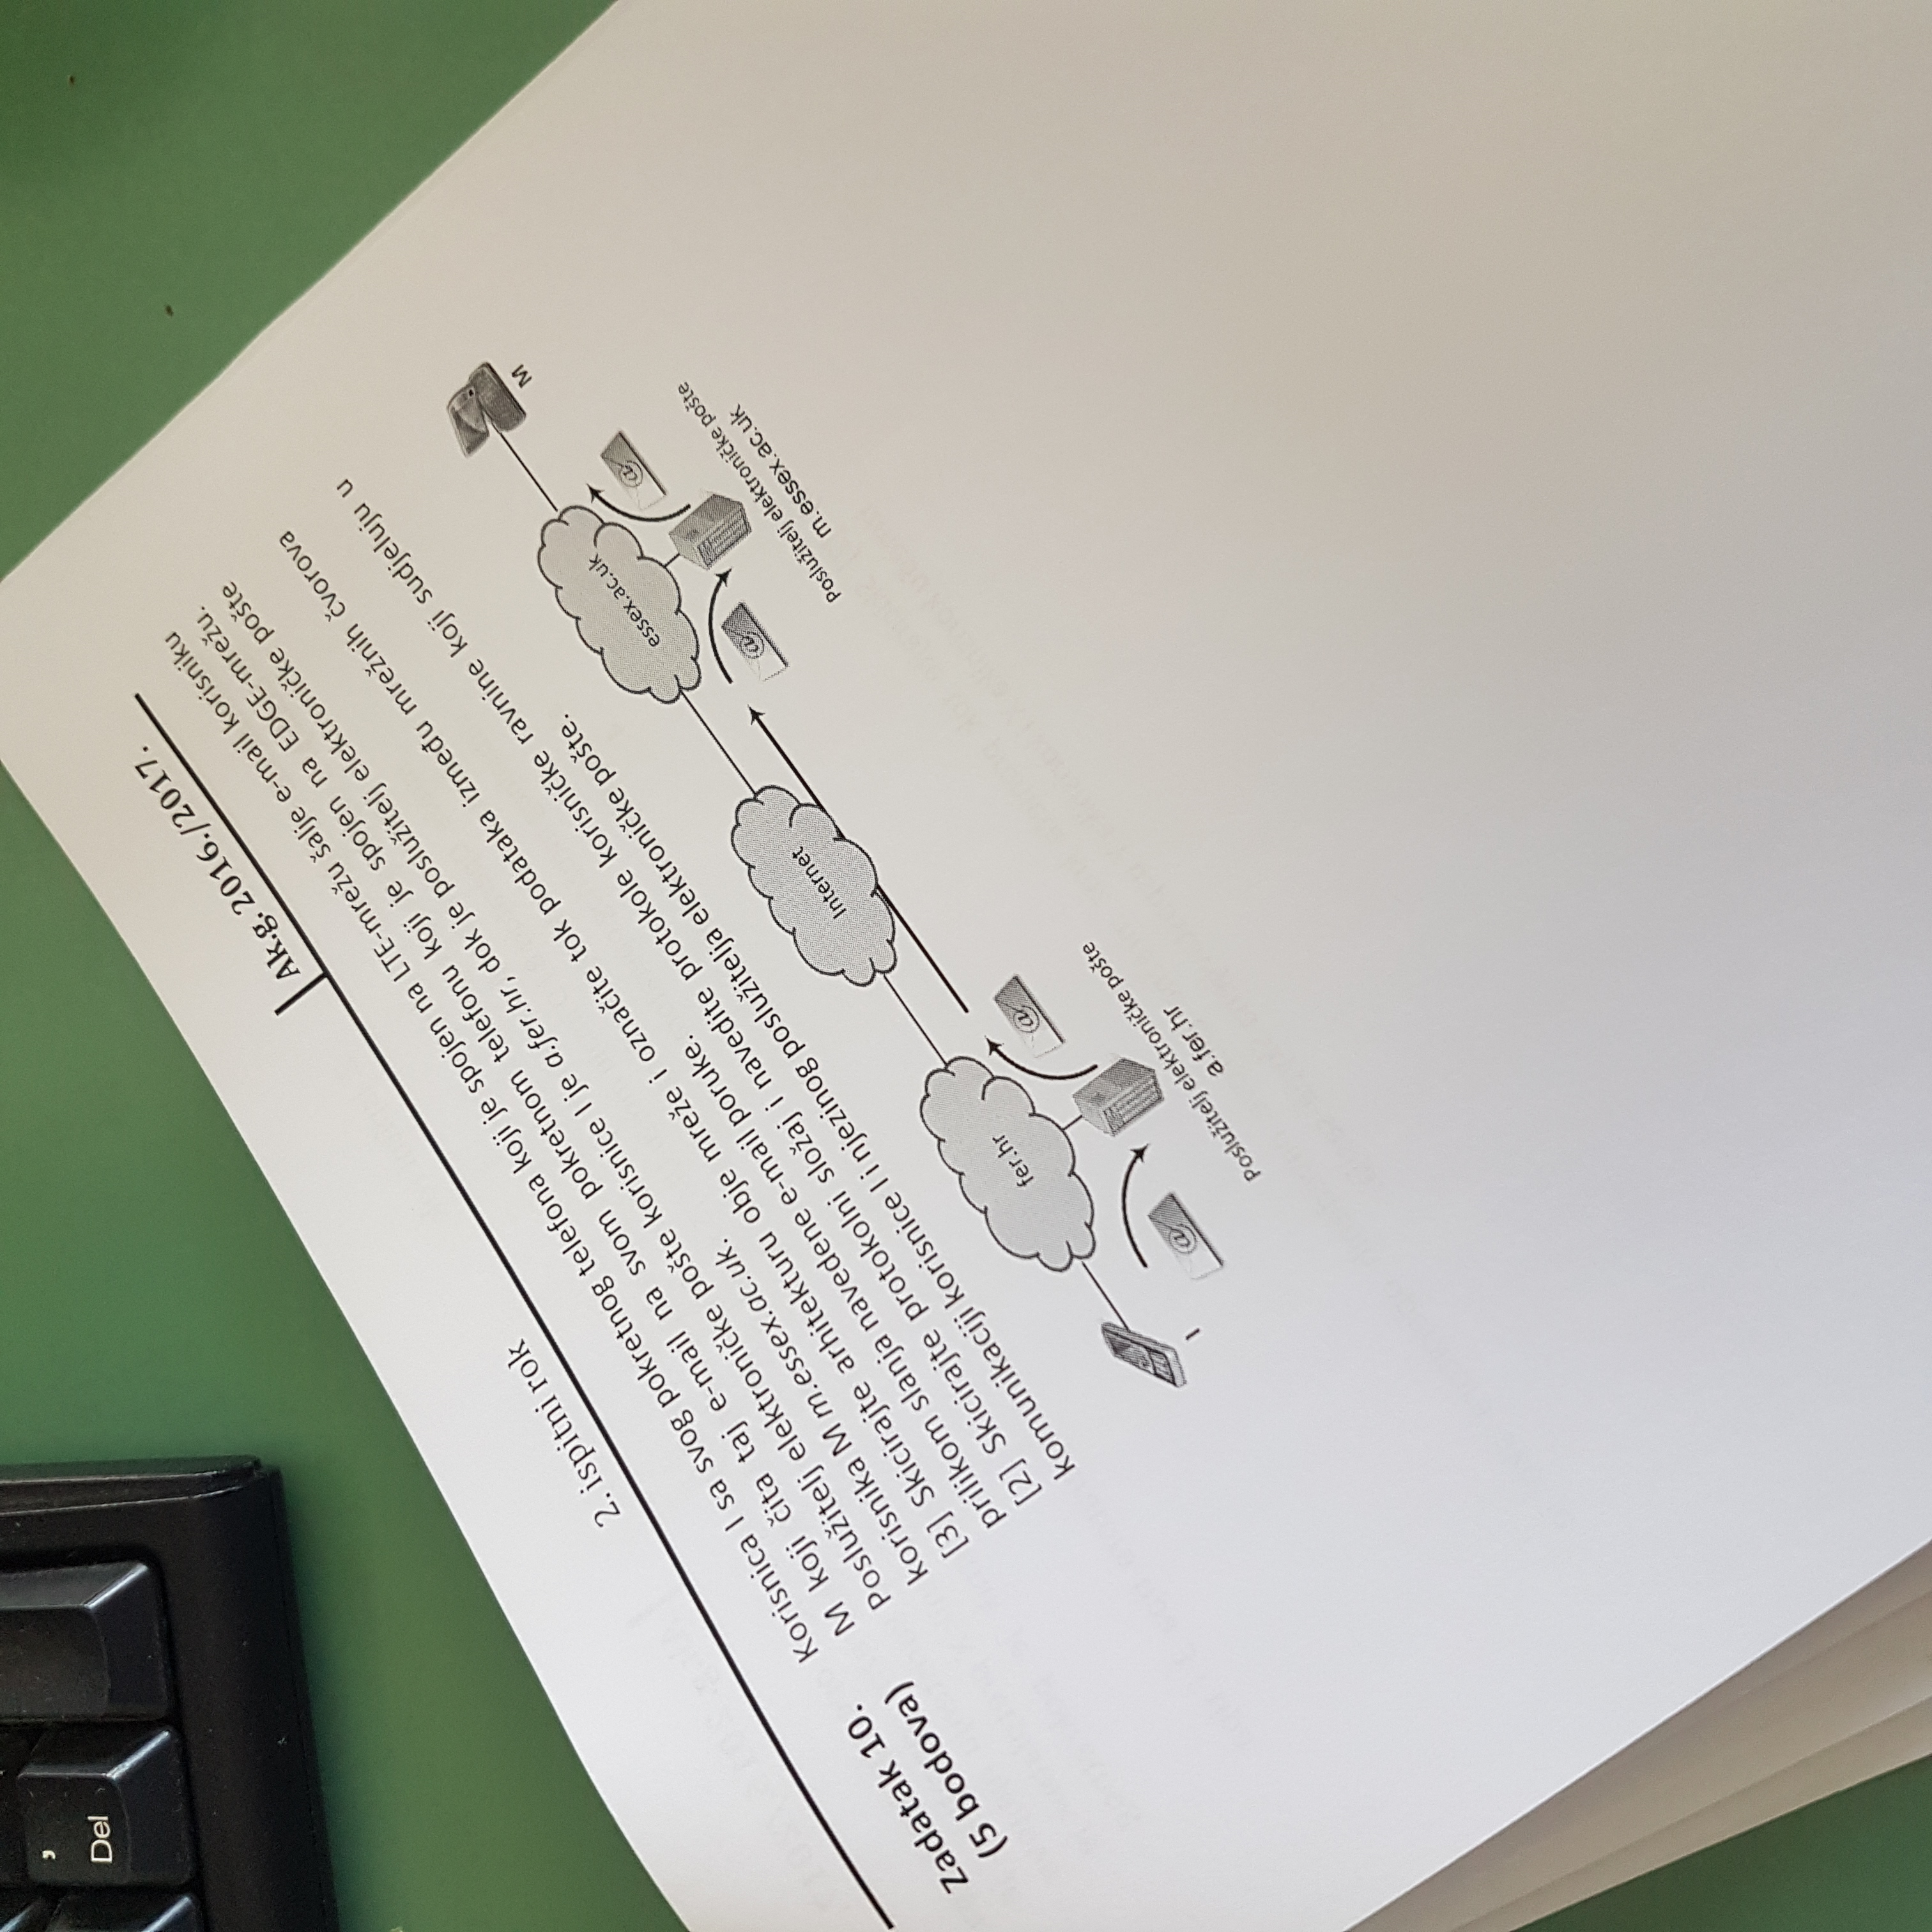 ,
Del
2. ispitni rok
Ak.g. 2016./2017.
Zadatak 10.
(5 bodova)
Korisnica I sa svog pokretnog telefona koji je spojen na LTE-mrežu šalje e-mail korisniku
M koji čita taj e-mail na svom pokretnom telefonu koji je spojen na EDGE-mrežu.
Poslužitelj elektroničke pošte korisnice I je a.fer.hr, dok je poslužitelj elektroničke pošte
korisnika M m.essex.ac.uk.
[3] Skicirajte arhitekturu obje mreže i označite tok podataka između mrežnih čvorova
prilikom slanja navedene e-mail poruke.
[2] Skicirajte protokolni složaj i navedite protokole korisničke ravnine koji sudjeluju u
komunikaciji korisnice I i njezinog poslužitelja elektroničke pošte.
I
fer.hr
@
@
Poslužitelj elektroničke pošte
a.fer.hr
Internet
essex.ac.uk
@
@
Poslužitelj elektroničke pošte
m.essex.ac.uk
M